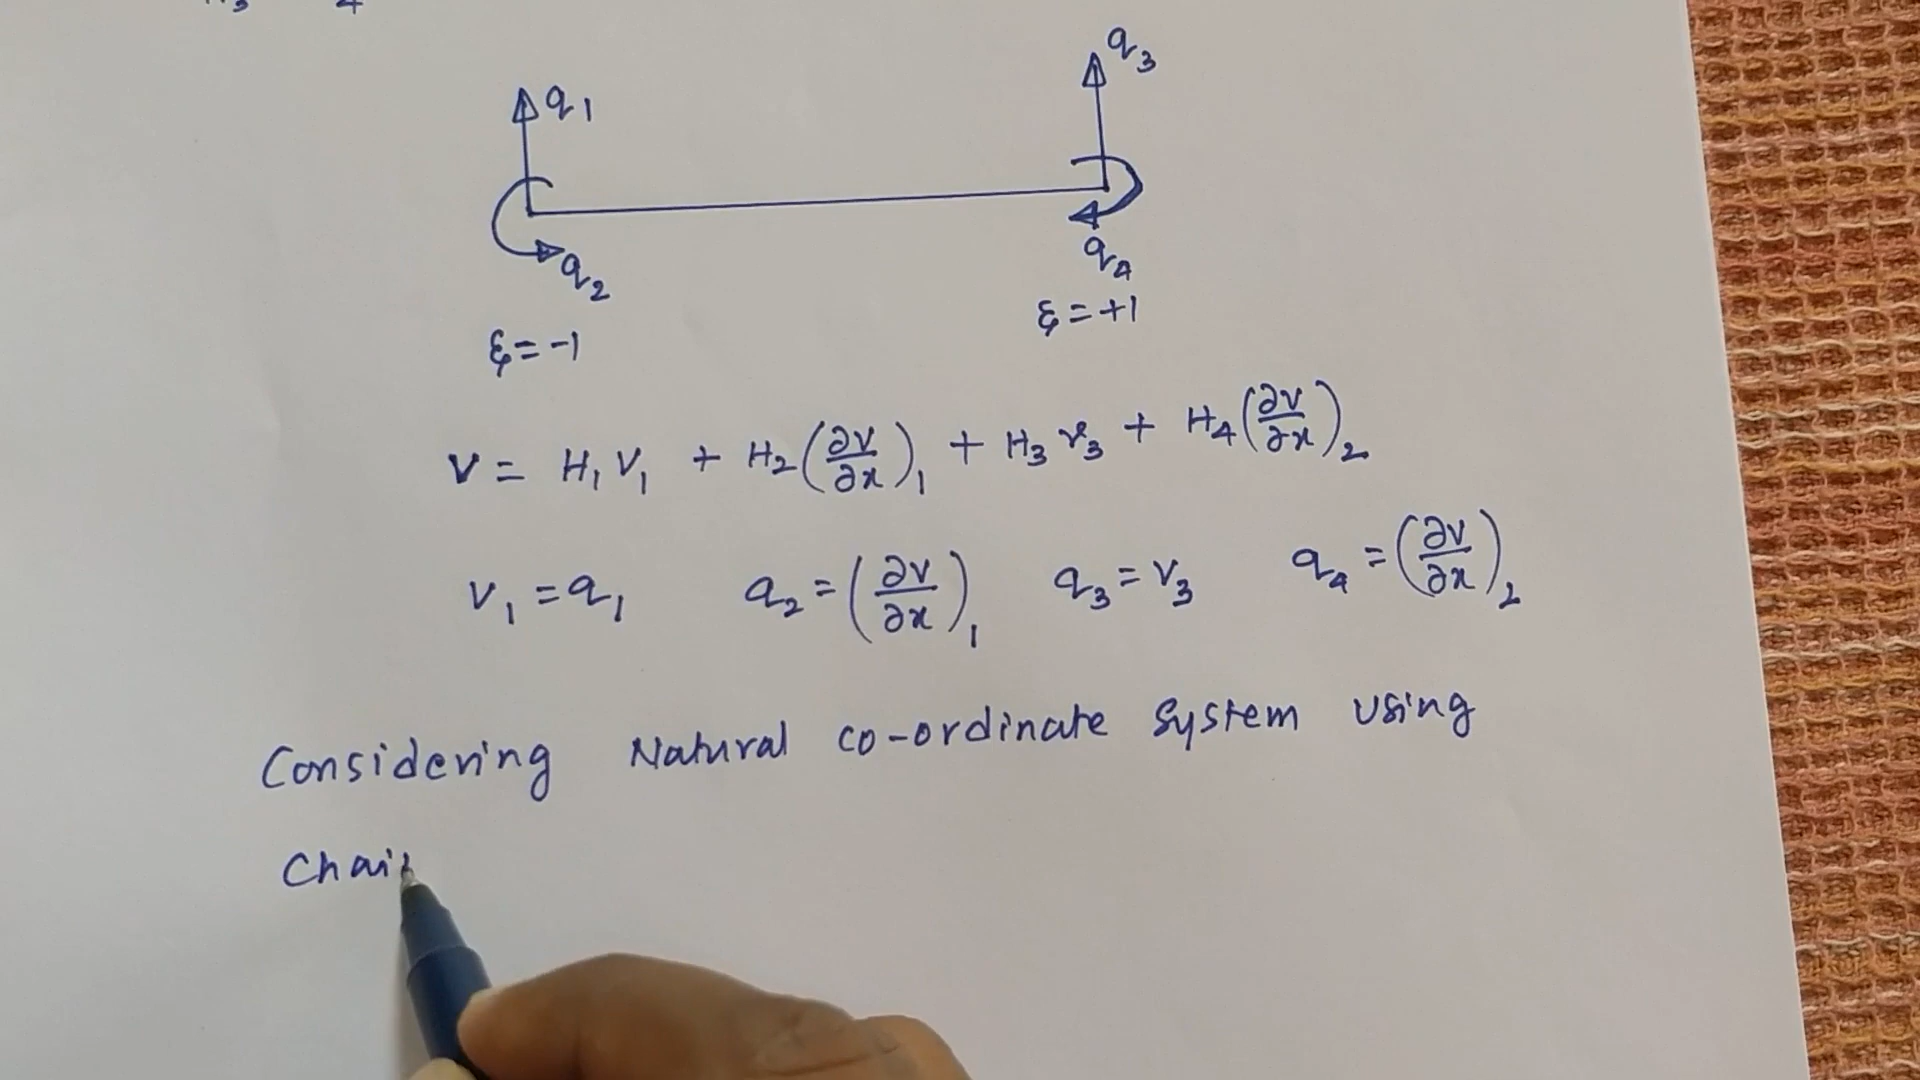 q₃
q₁
q₂ q₄
ξ = -1 ξ = +1
v = H₁ v₁ + H₂ (∂v/∂x)₁ + H₃ v₃ + H₄ (∂v/∂x)₂
v₁ = q₁ q₂ = (∂v/∂x)₁ q₃ = v₃ q₄ = (∂v/∂x)₂
Considering Natural co-ordinate system using
Chain